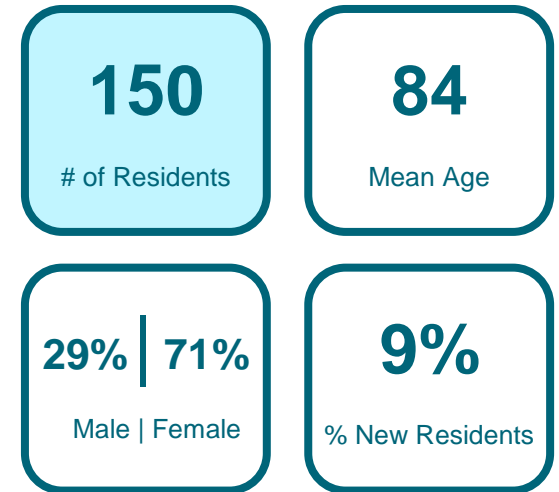 150
# of Residents
84
Mean Age
29% | 71%
Male | Female
9%
% New Residents